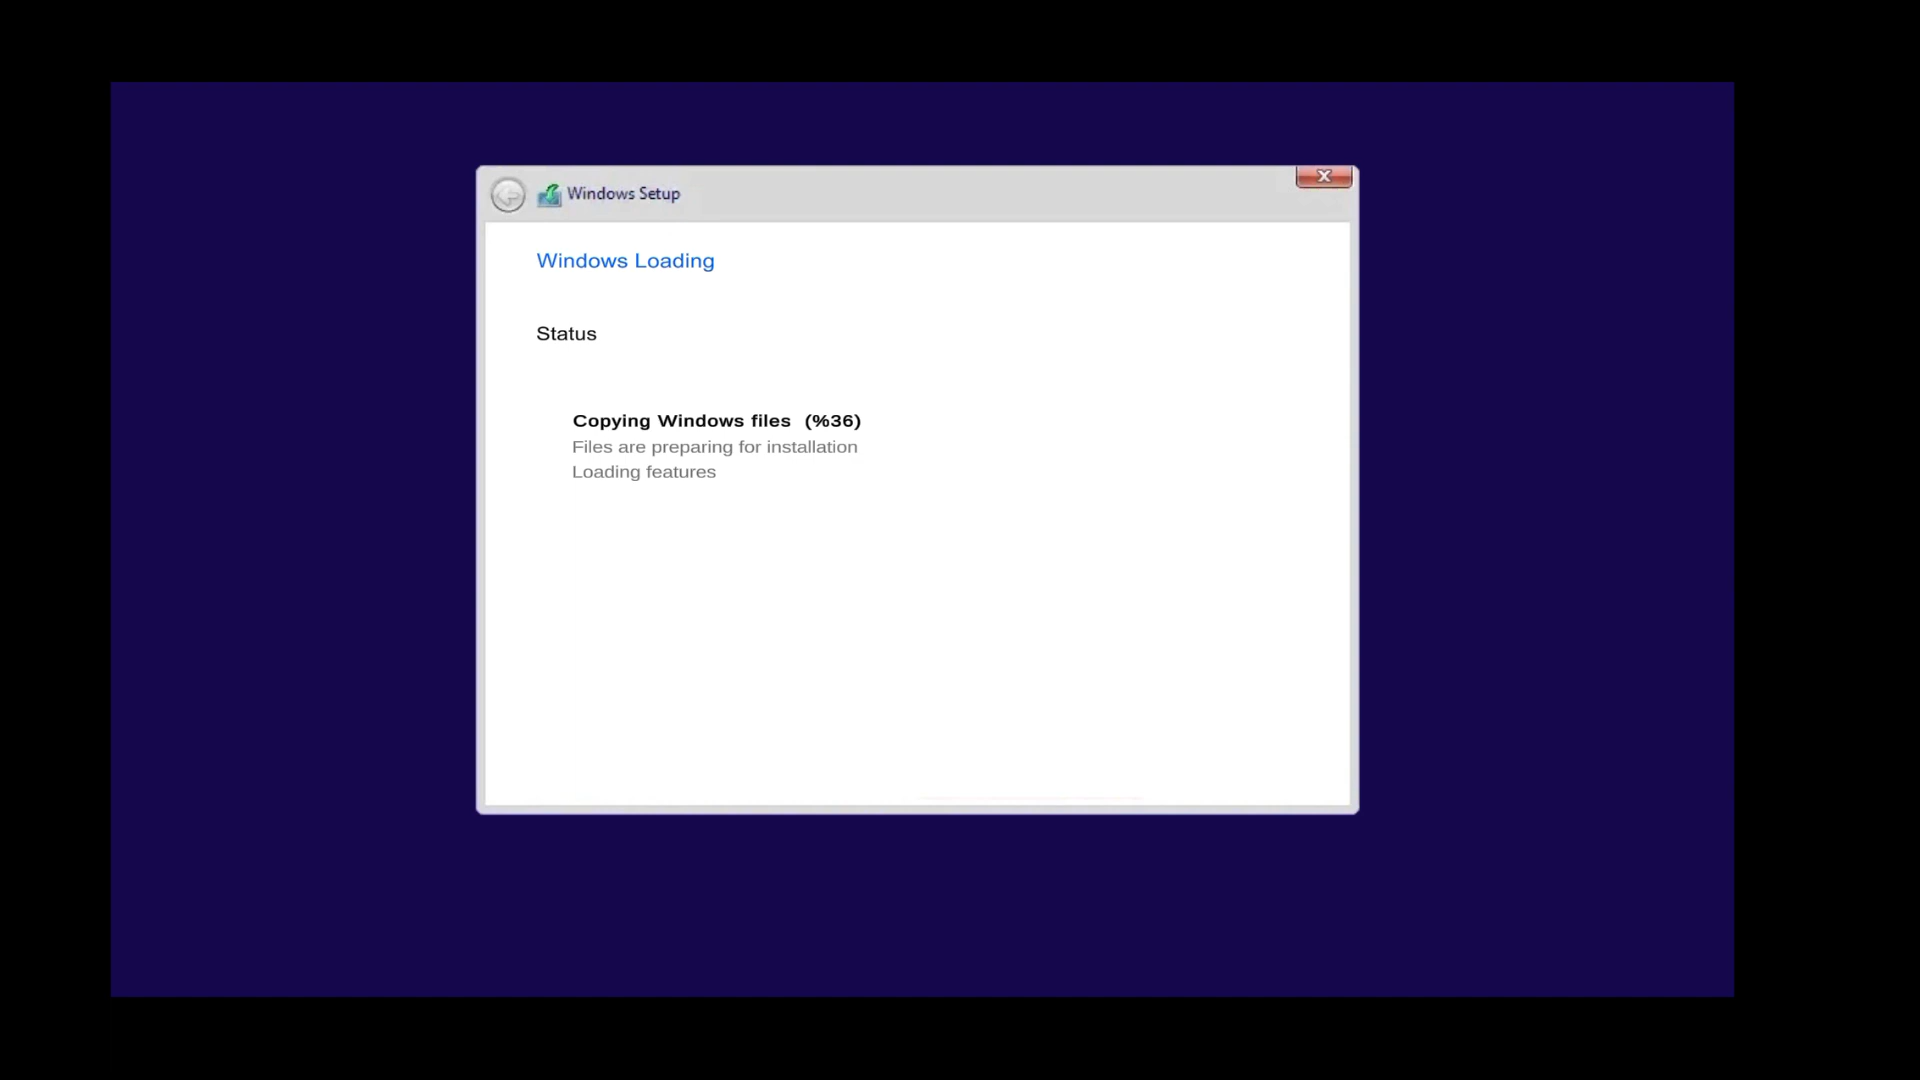 Windows Setup
Windows Loading
Status
Copying Windows files (%36)
Files are preparing for installation
Loading features